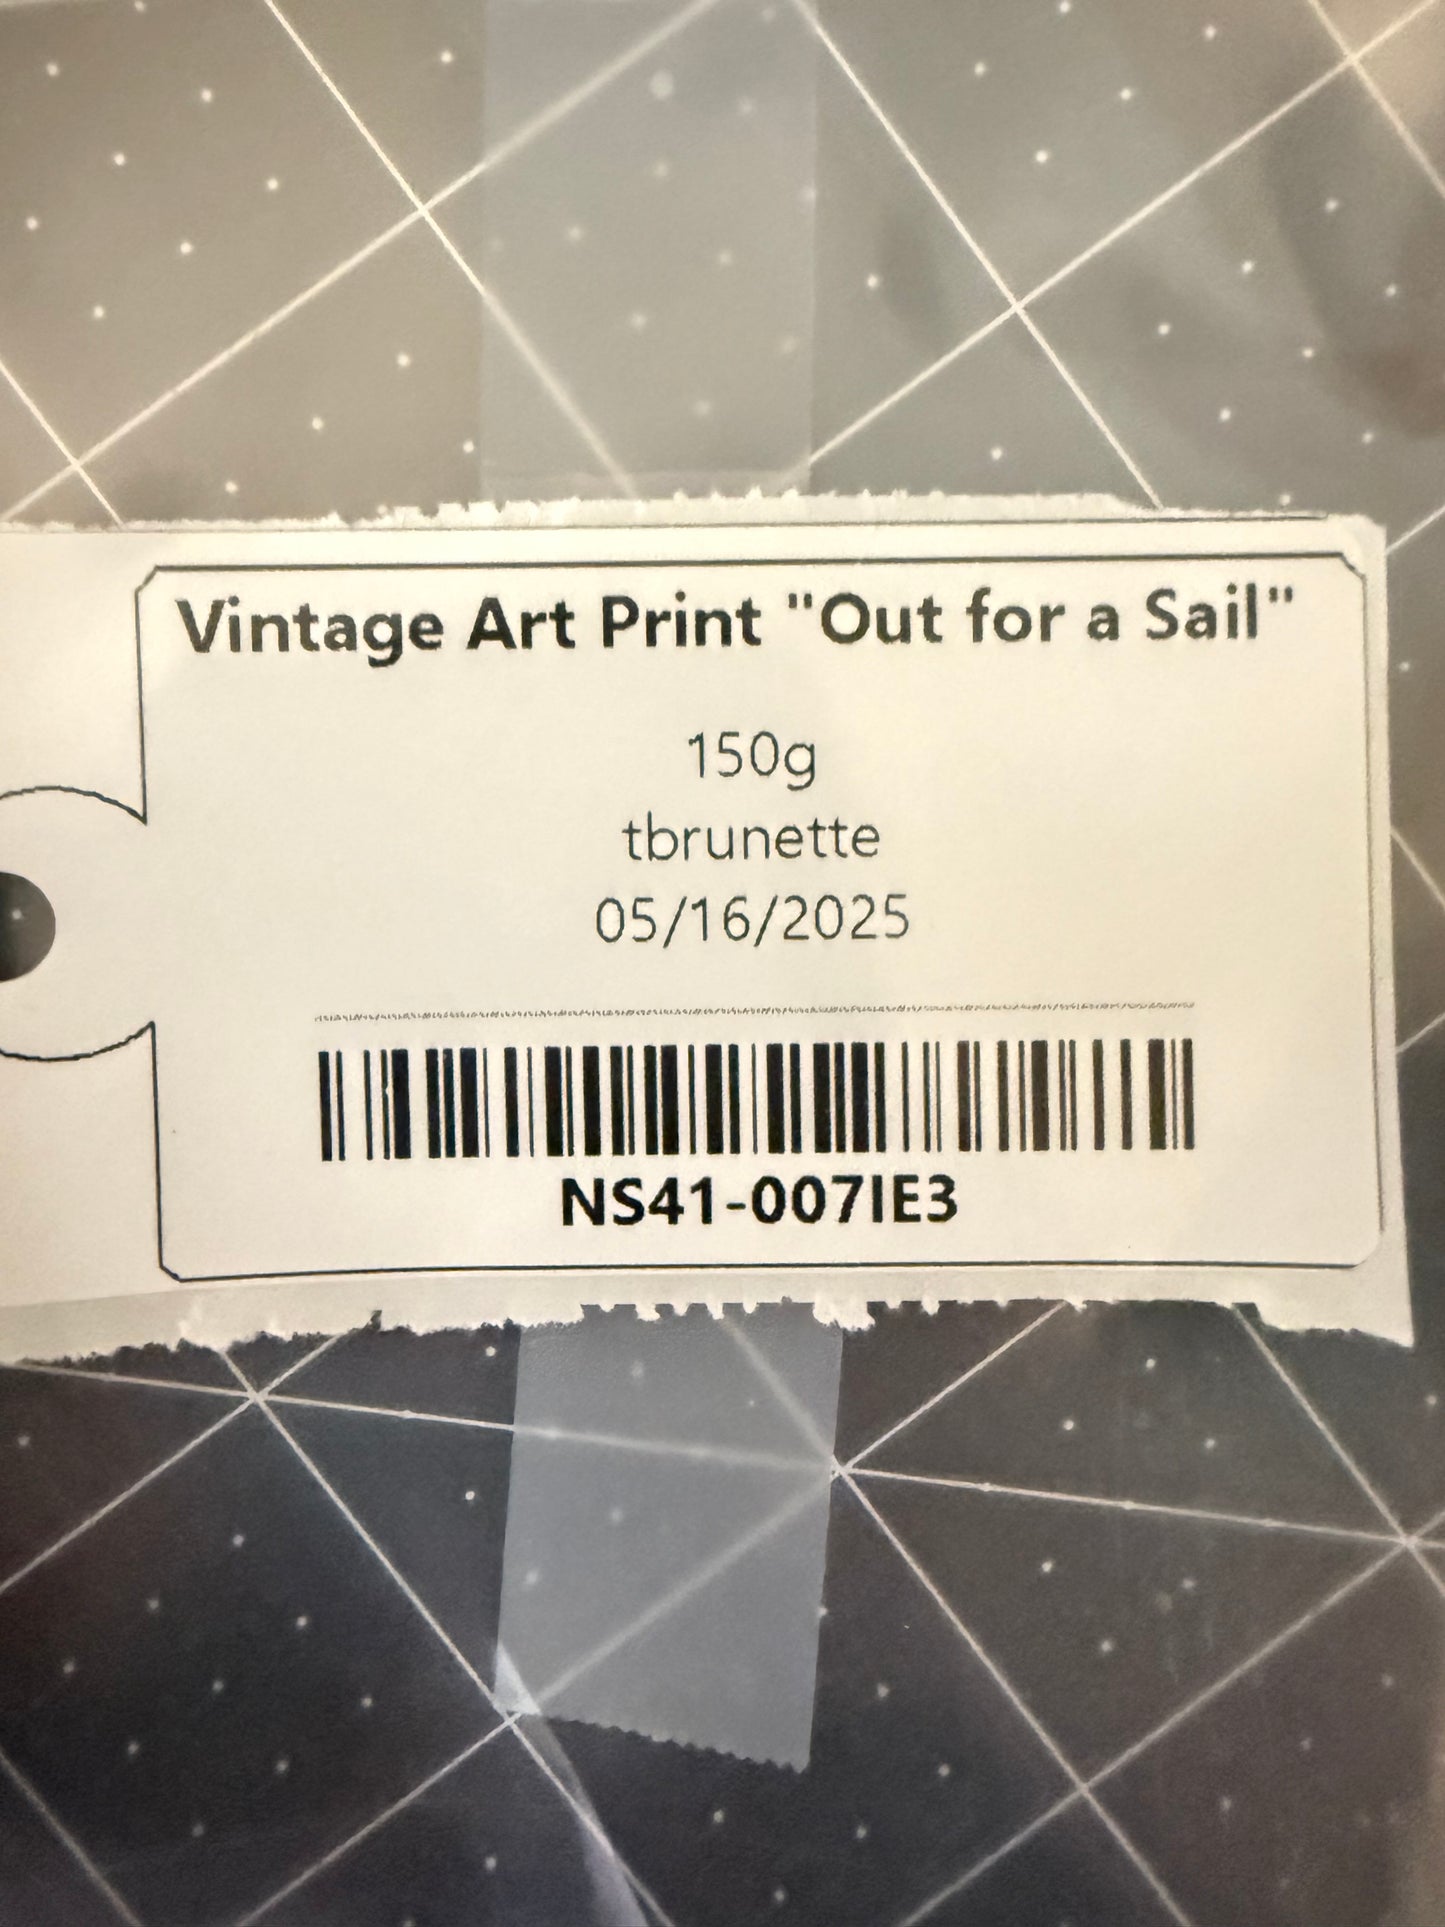 Vintage Art Print "Out for a Sail"
150g
tbrunette
05/16/2025
NS41-007IE3